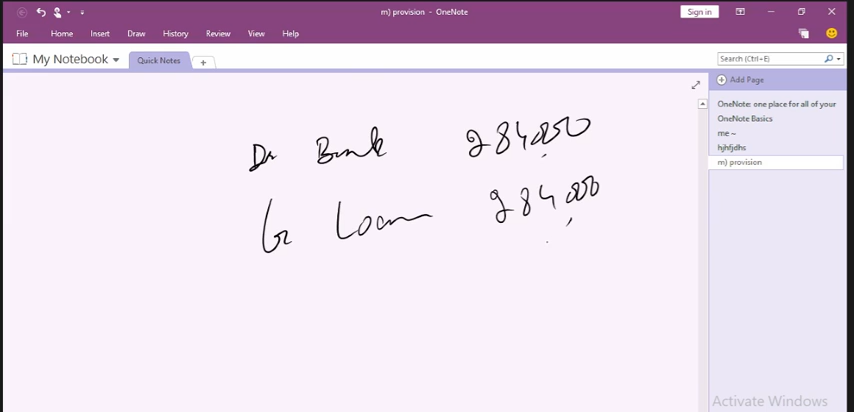 m) provision - OneNote
Sign in
File Home Insert Draw History Review View Help
My Notebook
Quick Notes
Search (Ctrl+E)
Add Page
OneNote: one place for all of your
OneNote Basics
me ~
hjhfjdhs
m) provision
Dr Bank 284,000
Cr Loan 284,000
Activate Windows